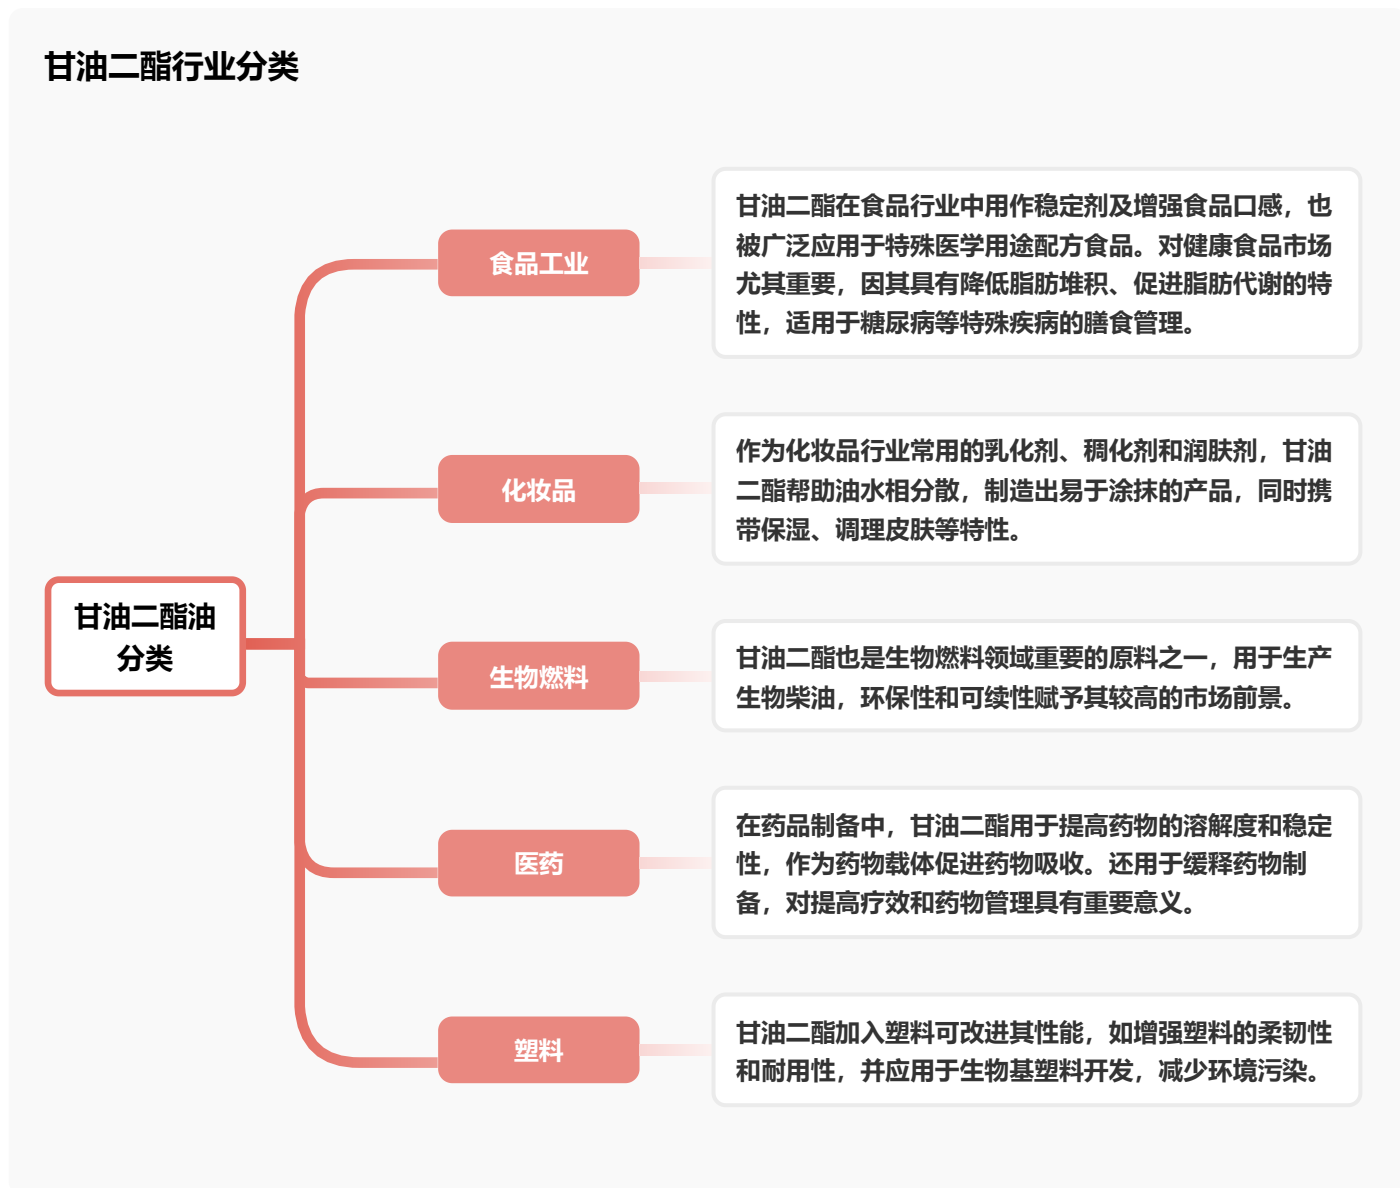 甘油二酯行业分类
甘油二酯油
分类
食品工业
甘油二酯在食品行业中用作稳定剂及增强食品口感，也
被广泛应用于特殊医学用途配方食品。对健康食品市场
尤其重要，因其具有降低脂肪堆积、促进脂肪代谢的特
性，适用于糖尿病等特殊疾病的膳食管理。
化妆品
作为化妆品行业常用的乳化剂、稠化剂和润肤剂，甘油
二酯帮助油水相分散，制造出易于涂抹的产品，同时携
带保湿、调理皮肤等特性。
生物燃料
甘油二酯也是生物燃料领域重要的原料之一，用于生产
生物柴油，环保性和可续性赋予其较高的市场前景。
医药
在药品制备中，甘油二酯用于提高药物的溶解度和稳定
性，作为药物载体促进药物吸收。还用于缓释药物制
备，对提高疗效和药物管理具有重要意义。
塑料
甘油二酯加入塑料可改进其性能，如增强塑料的柔韧性
和耐用性，并应用于生物基塑料开发，减少环境污染。